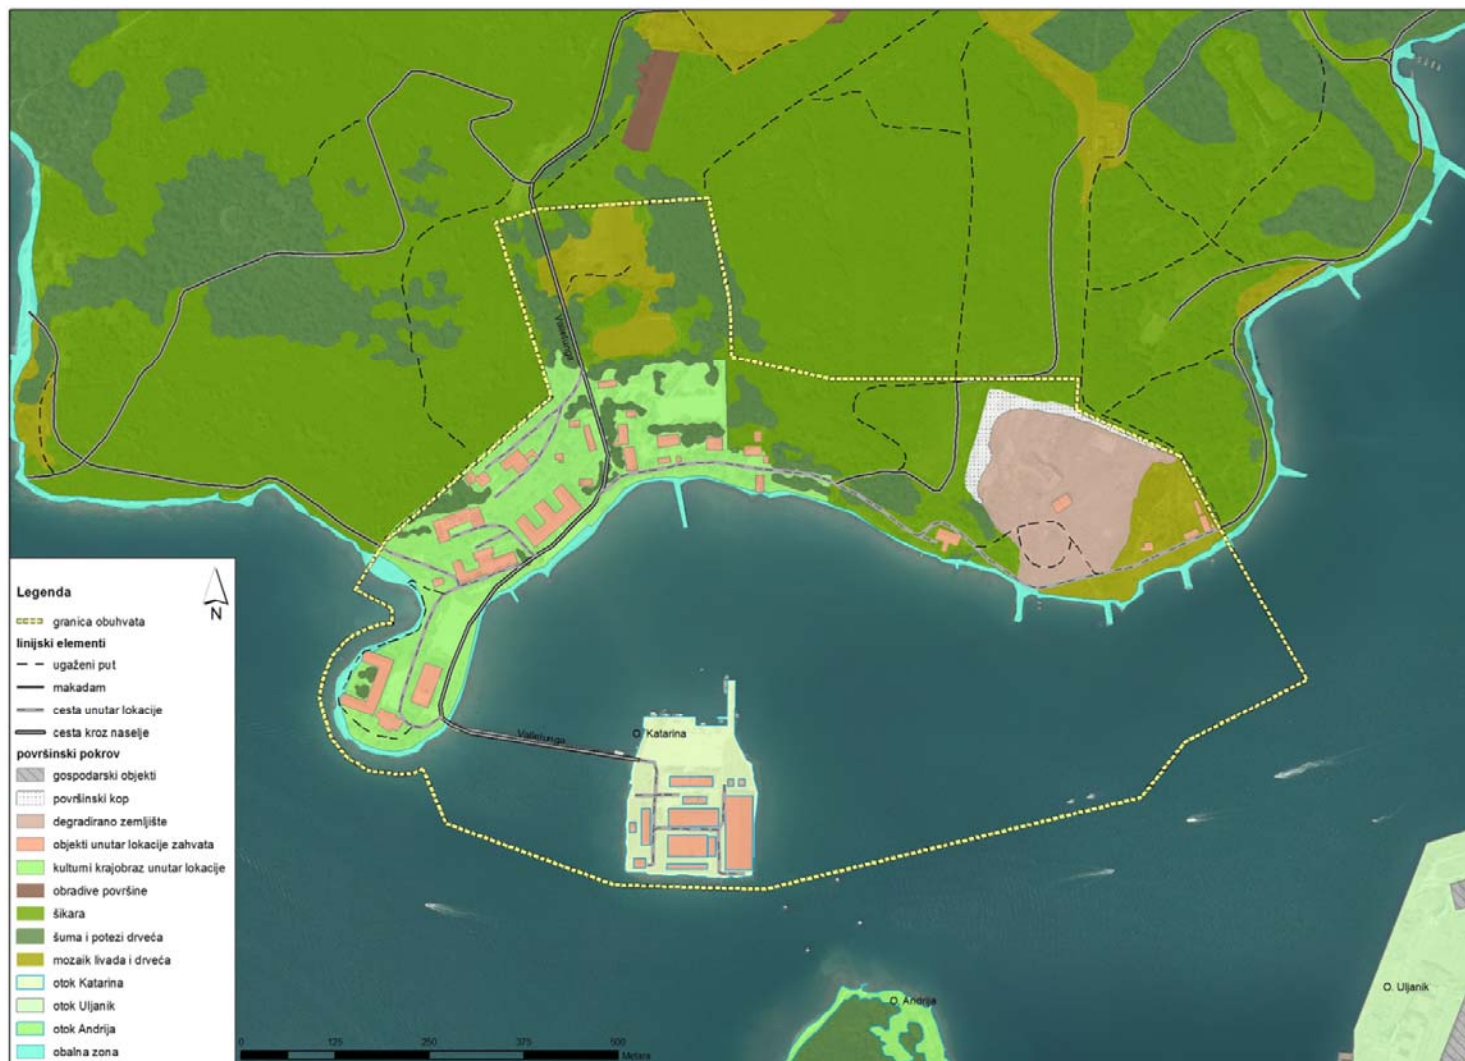 Vallelunga
Vallelunga
O. Katarina
O. Andrija
O. Uljanik
Legenda
N
granica obuhvata
linijski elementi
ugaženi put
makadam
cesta unutar lokacije
cesta kroz naselje
površinski pokrov
gospodarski objekti
površinski kop
degradirano zemljište
objekti unutar lokacije zahvata
kulturni krajobraz unutar lokacije
obradive površine
šikara
šuma i potezi drveća
mozaik livada i drveća
otok Katarina
otok Uljanik
otok Andrija
obalna zona
0 125 250 375 500
Metara